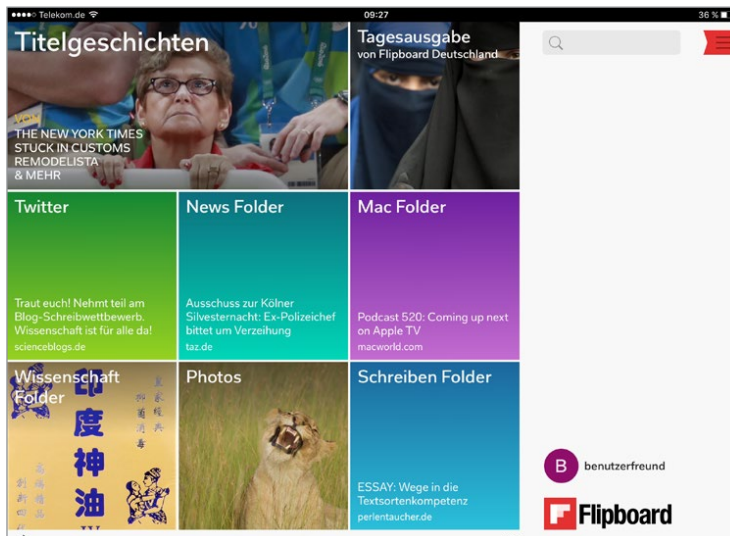 Telekom.de
09:27
36 %
Titelgeschichten
VON
THE NEW YORK TIMES
STUCK IN CUSTOMS
REMODELISTA
& MEHR
Tagesausgabe
von Flipboard Deutschland
Twitter
Traut euch! Nehmt teil am
Blog-Schreibwettbewerb.
Wissenschaft ist für alle da!
scienceblogs.de
News Folder
Ausschuss zur Kölner
Silvesternacht: Ex-Polizeichef
bittet um Verzeihung
taz.de
Mac Folder
Podcast 520: Coming up next
on Apple TV
macworld.com
Wissenschaft
Folder
印度神油
Photos
Schreiben Folder
ESSAY: Wege in die
Textsortenkompetenz
perlentaucher.de
B
benutzerfreund
Flipboard